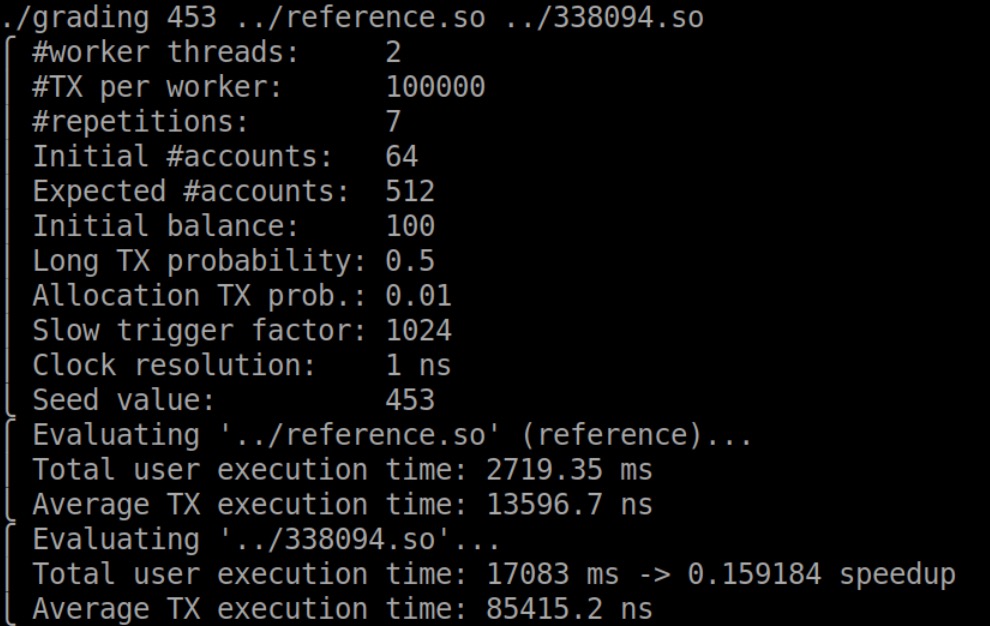 ./grading 453 ../reference.so ../338094.so
⎧ #worker threads:     2
⎪ #TX per worker:      100000
⎪ #repetitions:        7
⎪ Initial #accounts:   64
⎪ Expected #accounts:  512
⎪ Initial balance:     100
⎪ Long TX probability: 0.5
⎪ Allocation TX prob.: 0.01
⎪ Slow trigger factor: 1024
⎪ Clock resolution:    1 ns
⎩ Seed value:          453
⎧ Evaluating '../reference.so' (reference)...
⎪ Total user execution time: 2719.35 ms
⎩ Average TX execution time: 13596.7 ns
⎧ Evaluating '../338094.so'...
⎪ Total user execution time: 17083 ms -> 0.159184 speedup
⎩ Average TX execution time: 85415.2 ns